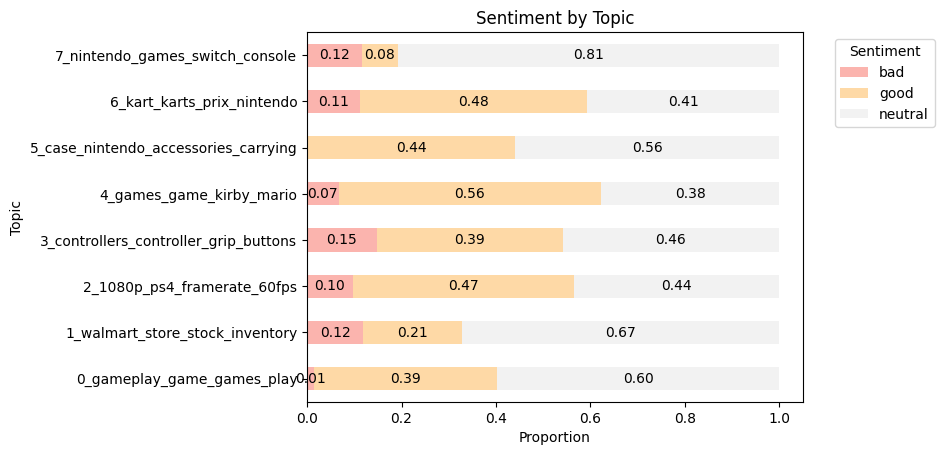 Sentiment by Topic
7_nintendo_games_switch_console 0.12 0.08 0.81
6_kart_karts_prix_nintendo 0.11 0.48 0.41
5_case_nintendo_accessories_carrying 0.44 0.56
4_games_game_kirby_mario 0.07 0.56 0.38
3_controllers_controller_grip_buttons 0.15 0.39 0.46
2_1080p_ps4_framerate_60fps 0.10 0.47 0.44
1_walmart_store_stock_inventory 0.12 0.21 0.67
0_gameplay_game_games_play 0.01 0.39 0.60
0.0 0.2 0.4 0.6 0.8 1.0
Proportion
Topic
Sentiment
bad
good
neutral